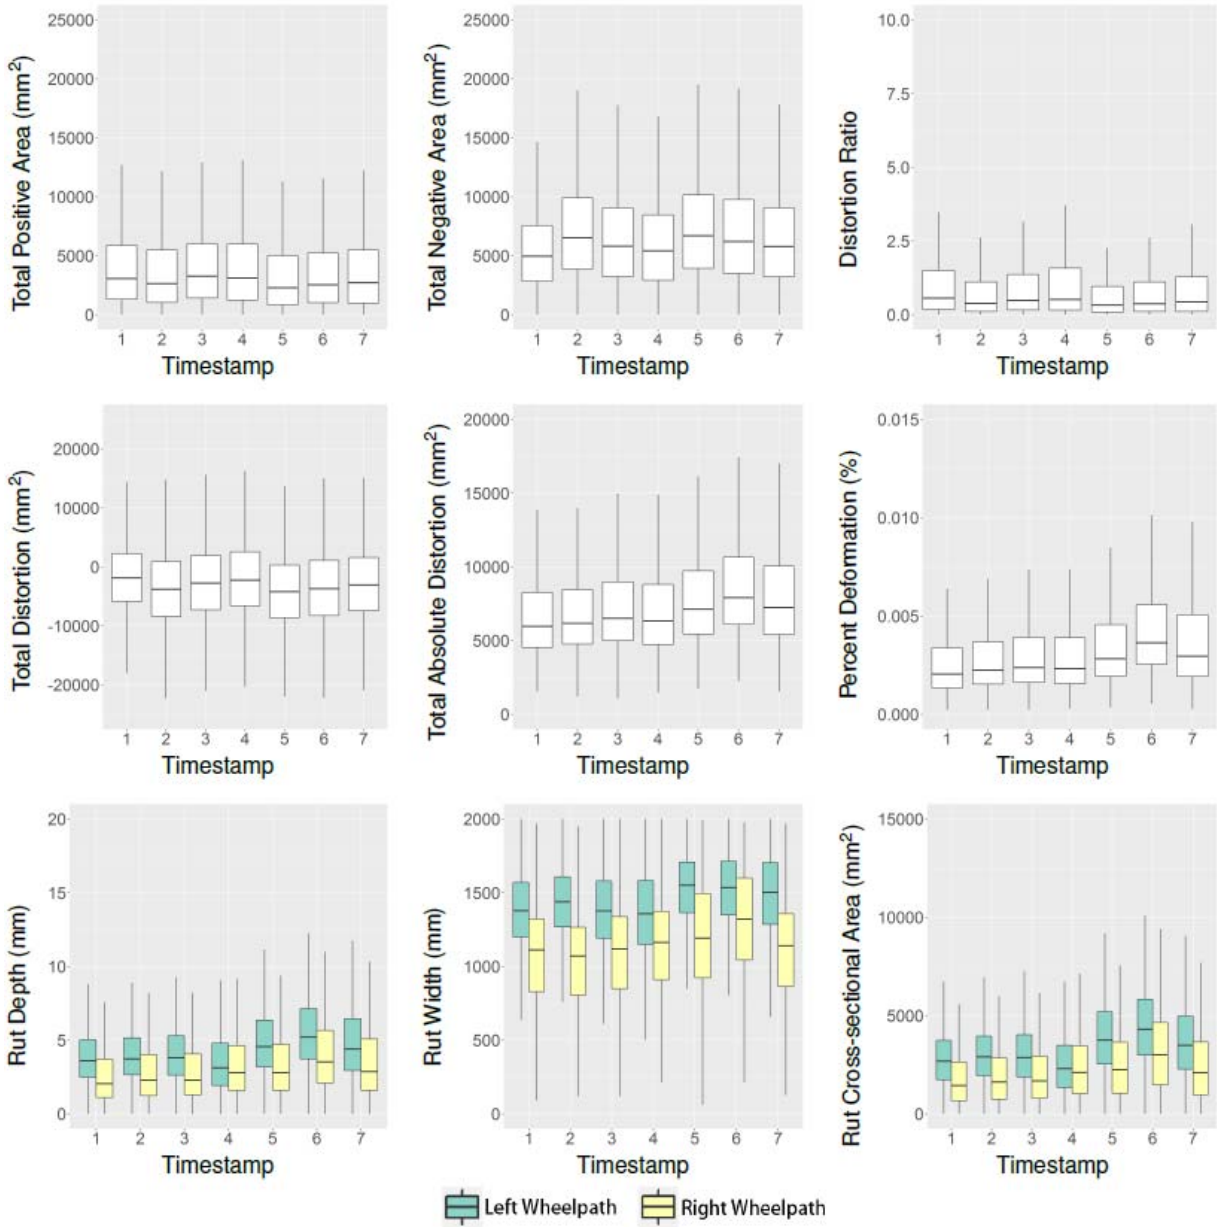 Total Positive Area (mm²)
25000
20000
15000
10000
5000
0
1 2 3 4 5 6 7
Timestamp
Total Negative Area (mm²)
25000
20000
15000
10000
5000
0
1 2 3 4 5 6 7
Timestamp
Distortion Ratio
10.0
7.5
5.0
2.5
0.0
1 2 3 4 5 6 7
Timestamp
Total Distortion (mm²)
20000
10000
0
-10000
-20000
1 2 3 4 5 6 7
Timestamp
Total Absolute Distortion (mm²)
20000
15000
10000
5000
0
1 2 3 4 5 6 7
Timestamp
Percent Deformation (%)
0.015
0.010
0.005
0.000
1 2 3 4 5 6 7
Timestamp
Rut Depth (mm)
20
15
10
5
0
1 2 3 4 5 6 7
Timestamp
Rut Width (mm)
2000
1500
1000
500
0
1 2 3 4 5 6 7
Timestamp
Rut Cross-sectional Area (mm²)
15000
10000
5000
0
1 2 3 4 5 6 7
Timestamp
Left Wheelpath Right Wheelpath